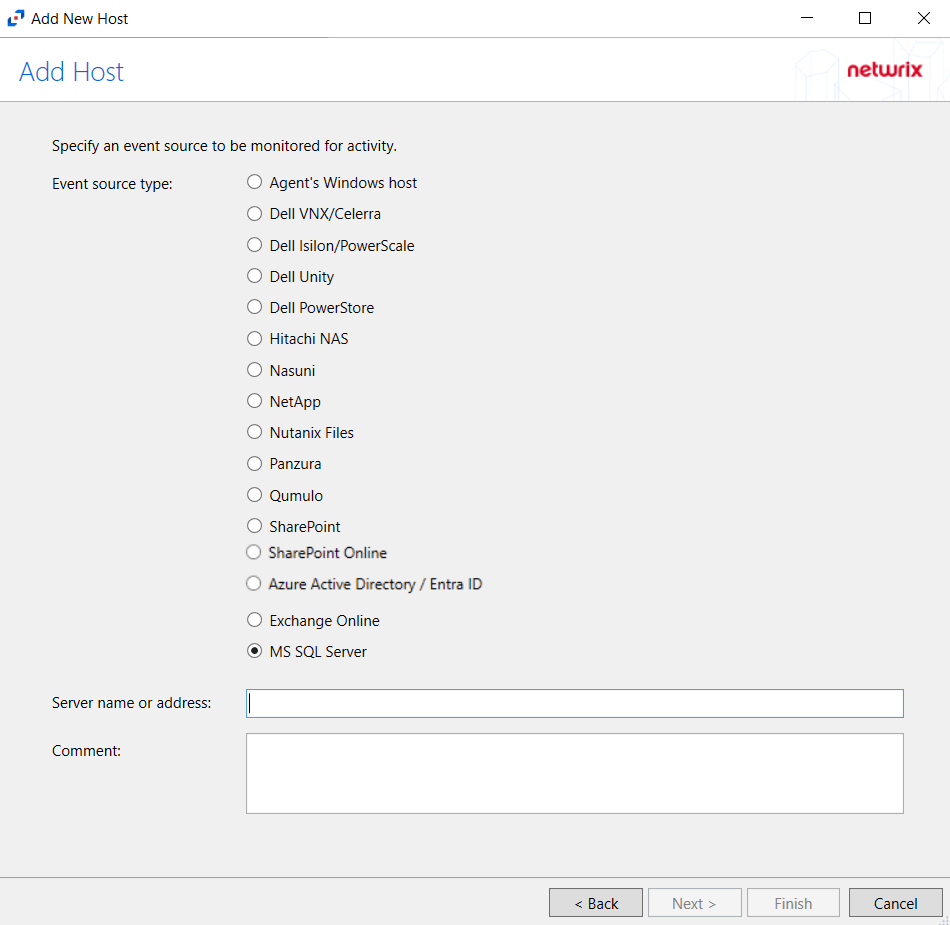 Add New Host
Add Host
netwrix
Specify an event source to be monitored for activity.
Event source type:
Agent's Windows host
Dell VNX/Celerra
Dell Isilon/PowerScale
Dell Unity
Dell PowerStore
Hitachi NAS
Nasuni
NetApp
Nutanix Files
Panzura
Qumulo
SharePoint
SharePoint Online
Azure Active Directory / Entra ID
Exchange Online
MS SQL Server
Server name or address:
Comment:
< Back Next > Finish Cancel